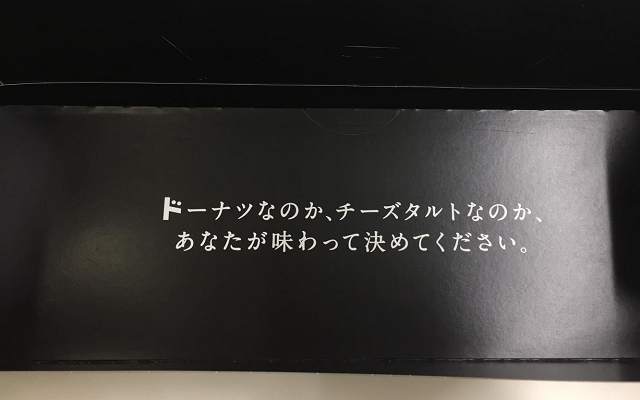 ドーナツなのか、チーズタルトなのか、
あなたが味わって決めてください。